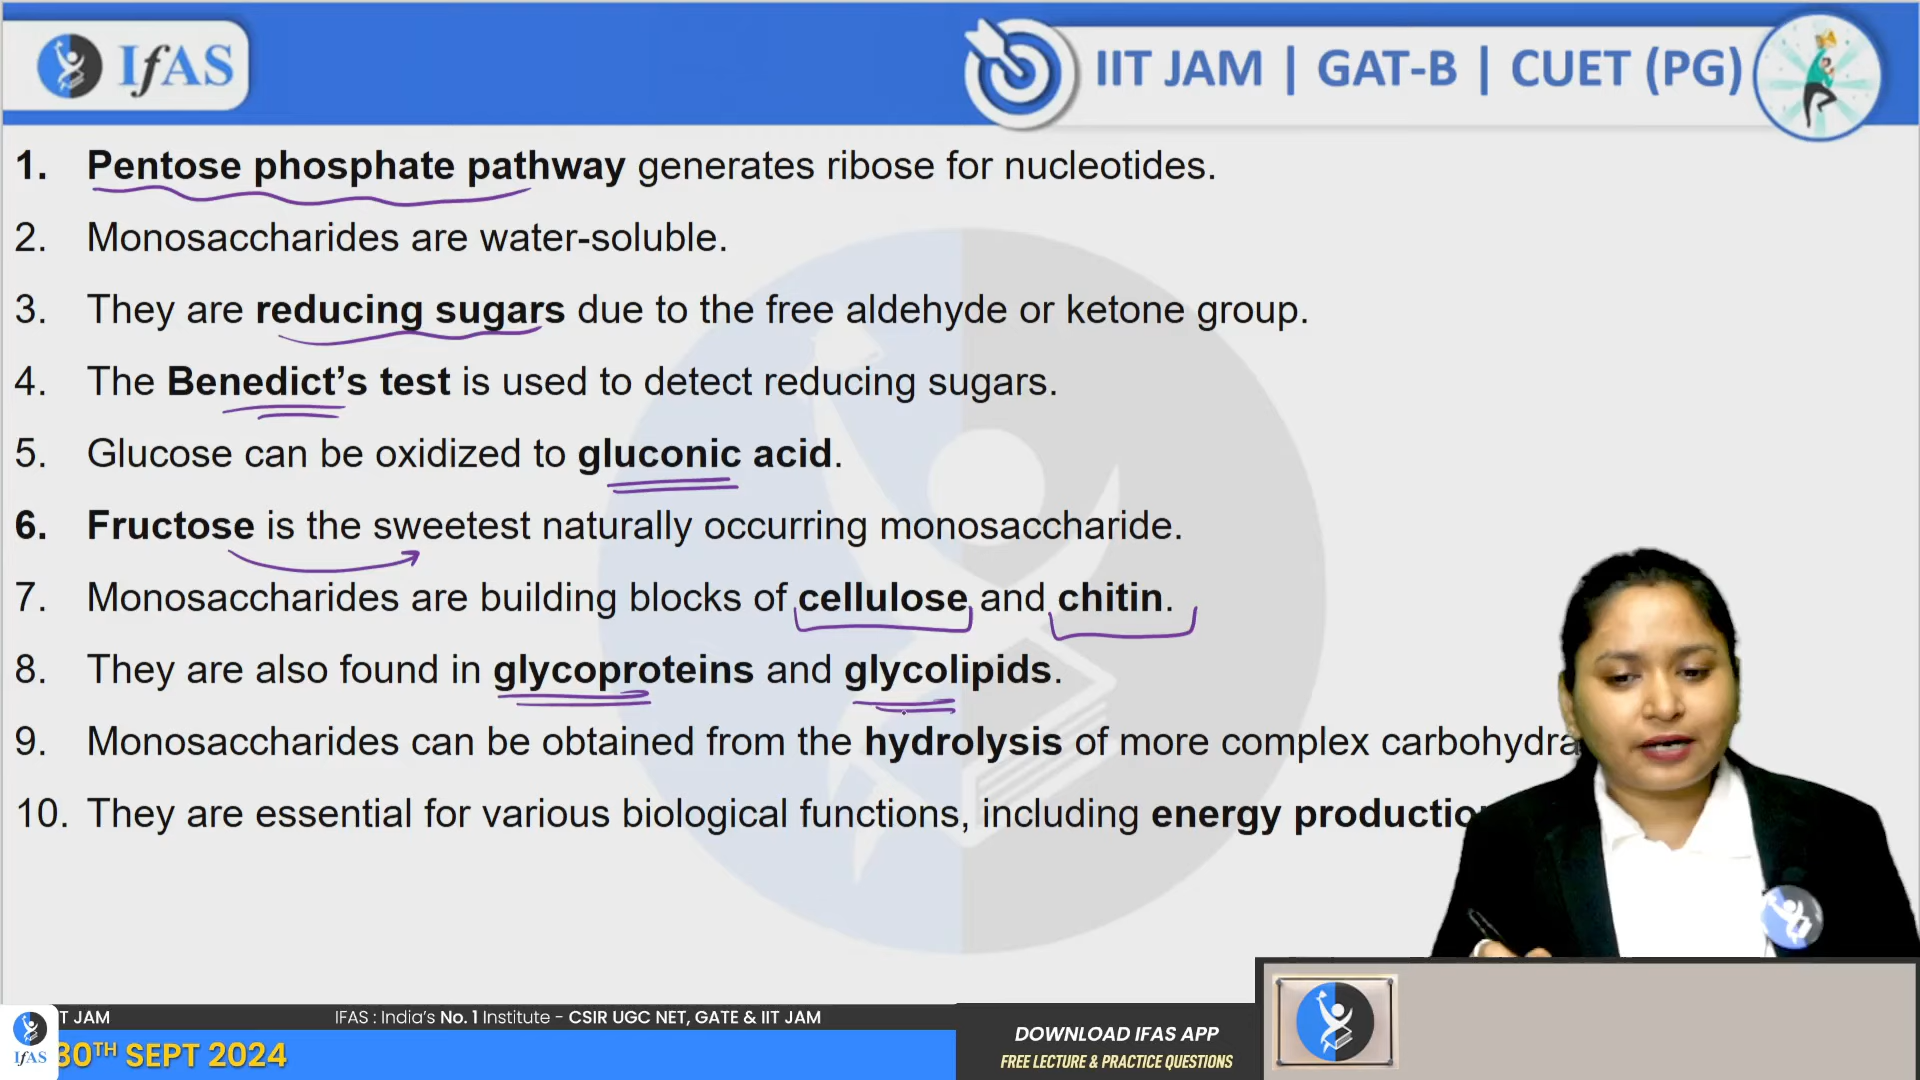 IfAS
IIT JAM | GAT-B | CUET (PG)
1. Pentose phosphate pathway generates ribose for nucleotides.
2. Monosaccharides are water-soluble.
3. They are reducing sugars due to the free aldehyde or ketone group.
4. The Benedict’s test is used to detect reducing sugars.
5. Glucose can be oxidized to gluconic acid.
6. Fructose is the sweetest naturally occurring monosaccharide.
7. Monosaccharides are building blocks of cellulose and chitin.
8. They are also found in glycoproteins and glycolipids.
9. Monosaccharides can be obtained from the hydrolysis of more complex
10. They are essential for various biological functions, including energy
T JAM
IFAS : India’s No. 1 Institute - CSIR UGC NET, GATE & IIT JAM
DOWNLOAD IFAS APP
FREE LECTURE & PRACTICE QUESTIONS
IfAS
30TH SEPT 2024